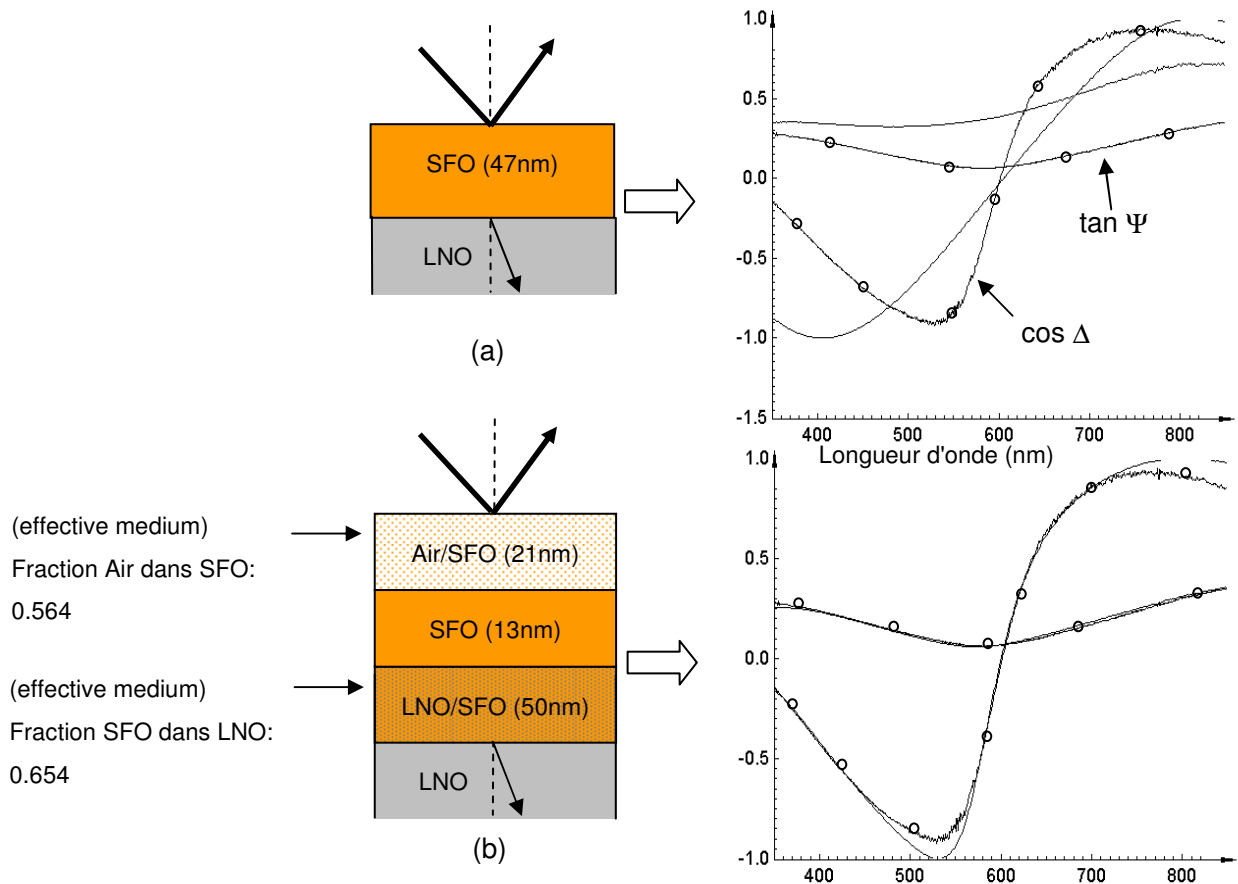 SFO (47nm)
LNO
(a)
1.0
0.5
0.0
-0.5
-1.0
-1.5
tan Ψ
cos Δ
400 500 600 700 800
Longueur d'onde (nm)
(effective medium)
Fraction Air dans SFO:
0.564
(effective medium)
Fraction SFO dans LNO:
0.654
Air/SFO (21nm)
SFO (13nm)
LNO/SFO (50nm)
LNO
(b)
1.0
0.5
0.0
-0.5
-1.0
400 500 600 700 800